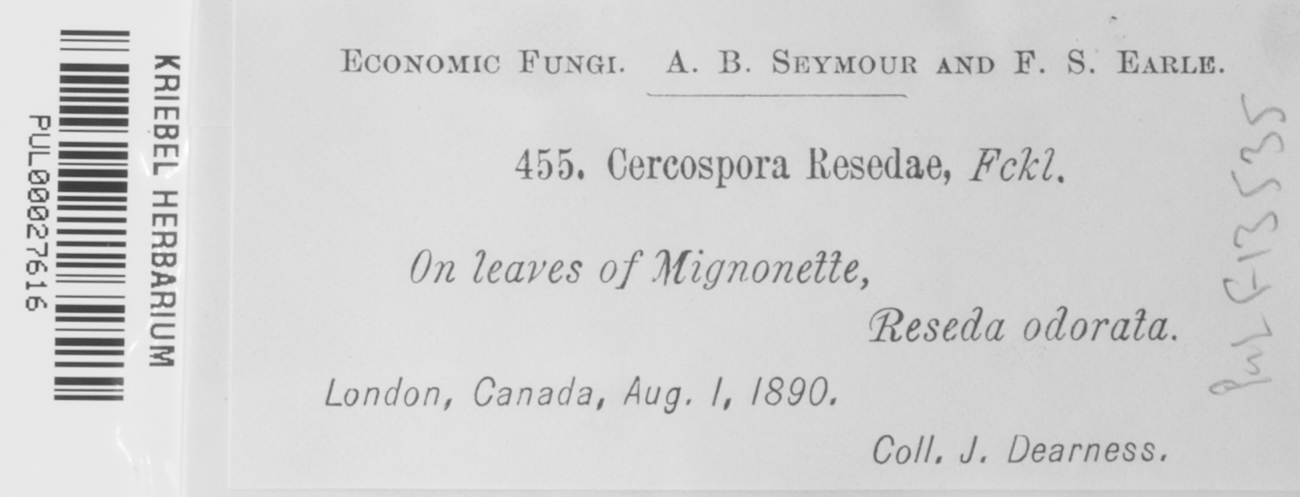 ECONOMIC FUNGI. A. B. SEYMOUR AND F. S. EARLE.
455. Cercospora Resedae, Fckl.
On leaves of Mignonette,
Reseda odorata.
London, Canada, Aug. 1, 1890.
Coll. J. Dearness.
KRIEBEL HERBARIUM
PUL00027616
PUL F13535